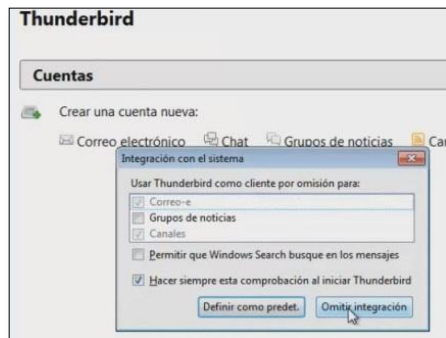 Thunderbird
Cuentas
Crear una cuenta nueva:
Correo electrónico Chat Grupos de noticias
Integración con el sistema
Usar Thunderbird como cliente por omisión para:
Correo-e
Grupos de noticias
Canales
Permitir que Windows Search busque en los mensajes
Hacer siempre esta comprobación al iniciar Thunderbird
Definir como predet. Omitir integración